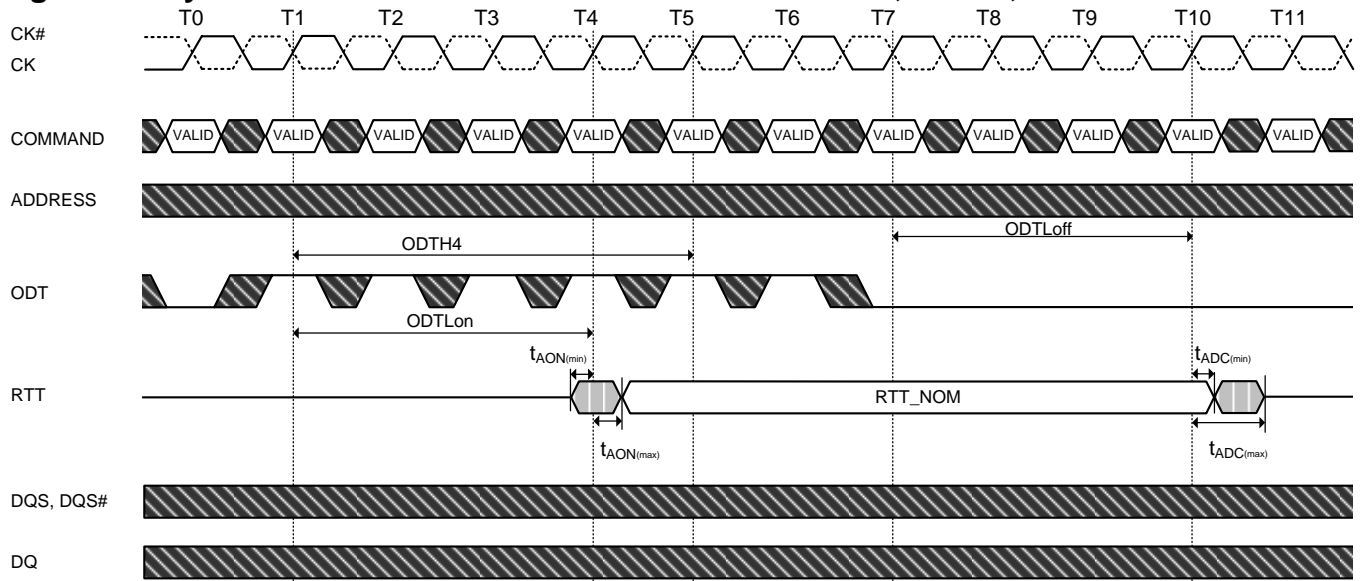 T0 T1 T2 T3 T4 T5 T6 T7 T8 T9 T10 T11
CK#
CK
COMMAND VALID VALID VALID VALID VALID VALID VALID VALID VALID VALID VALID VALID
ADDRESS
ODTLoff
ODTH4
ODT
ODTLon
tAON(min) tADC(min)
RTT RTT_NOM
tAON(max) tADC(max)
DQS, DQS#
DQ